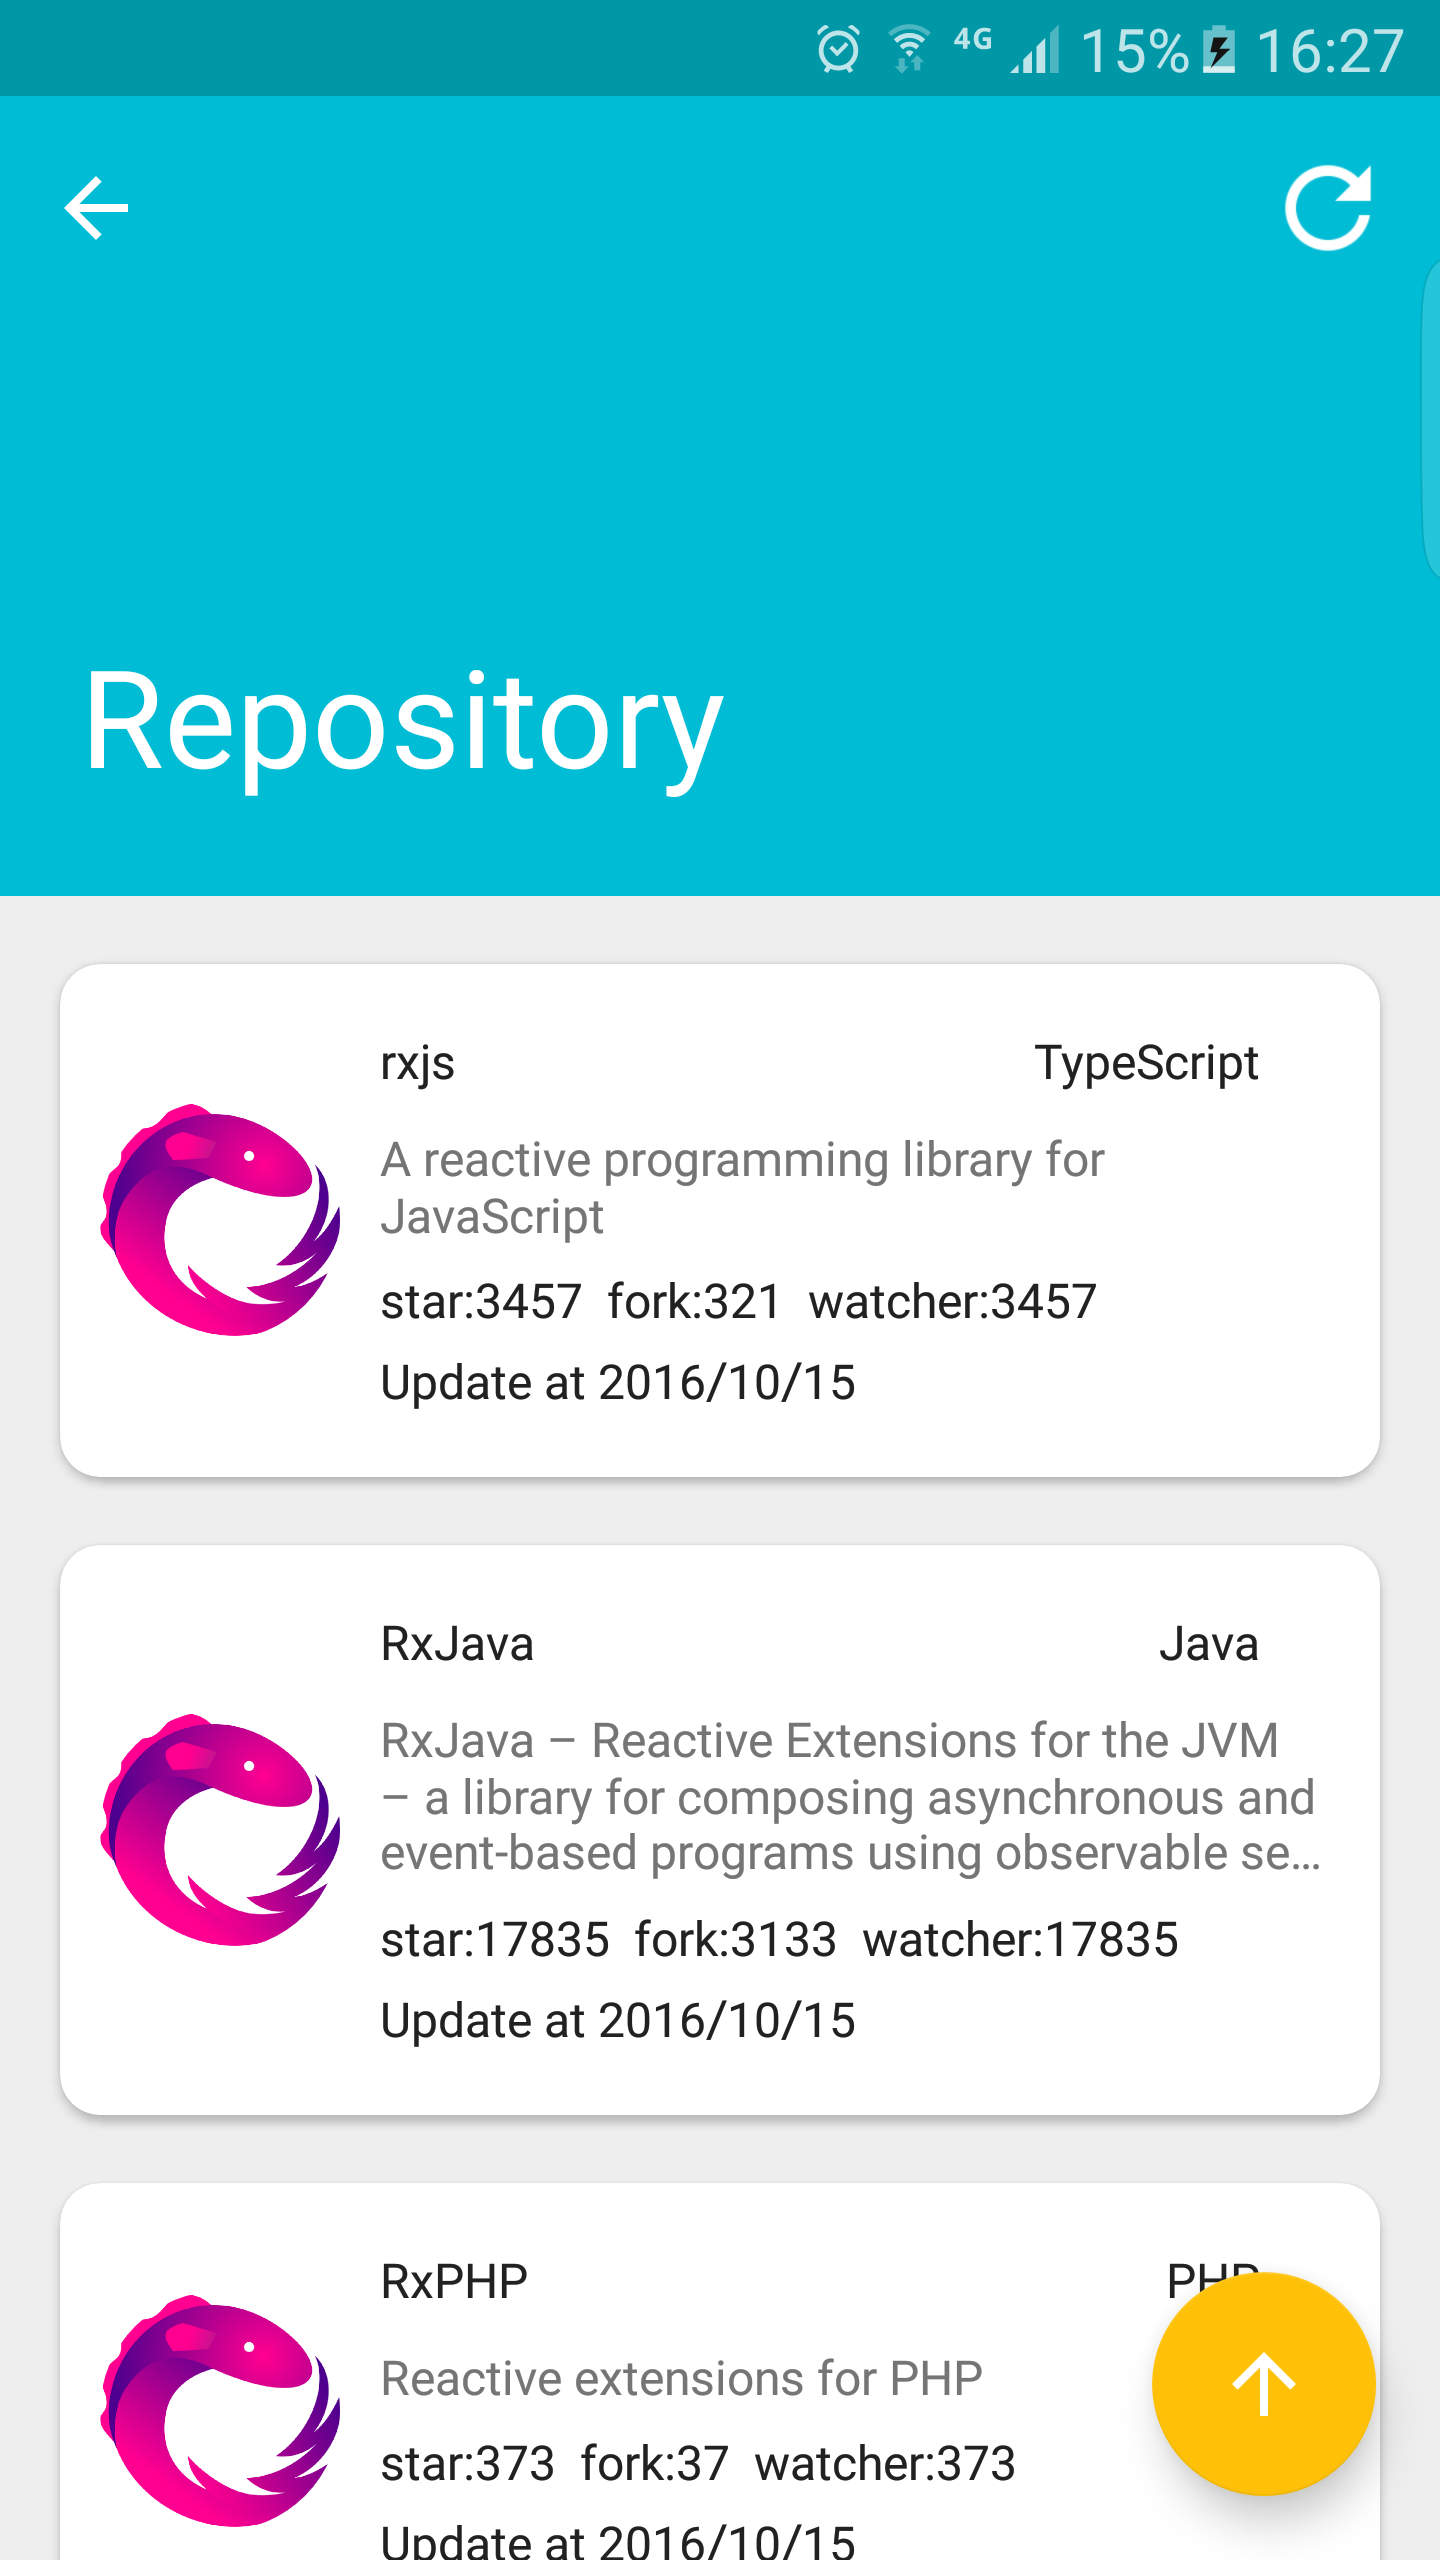 4G 15% 16:27
Repository
rxjs TypeScript
A reactive programming library for
JavaScript
star:3457 fork:321 watcher:3457
Update at 2016/10/15
RxJava Java
RxJava – Reactive Extensions for the JVM
– a library for composing asynchronous and
event-based programs using observable se…
star:17835 fork:3133 watcher:17835
Update at 2016/10/15
RxPHP PHP
Reactive extensions for PHP
star:373 fork:37 watcher:373
Update at 2016/10/15